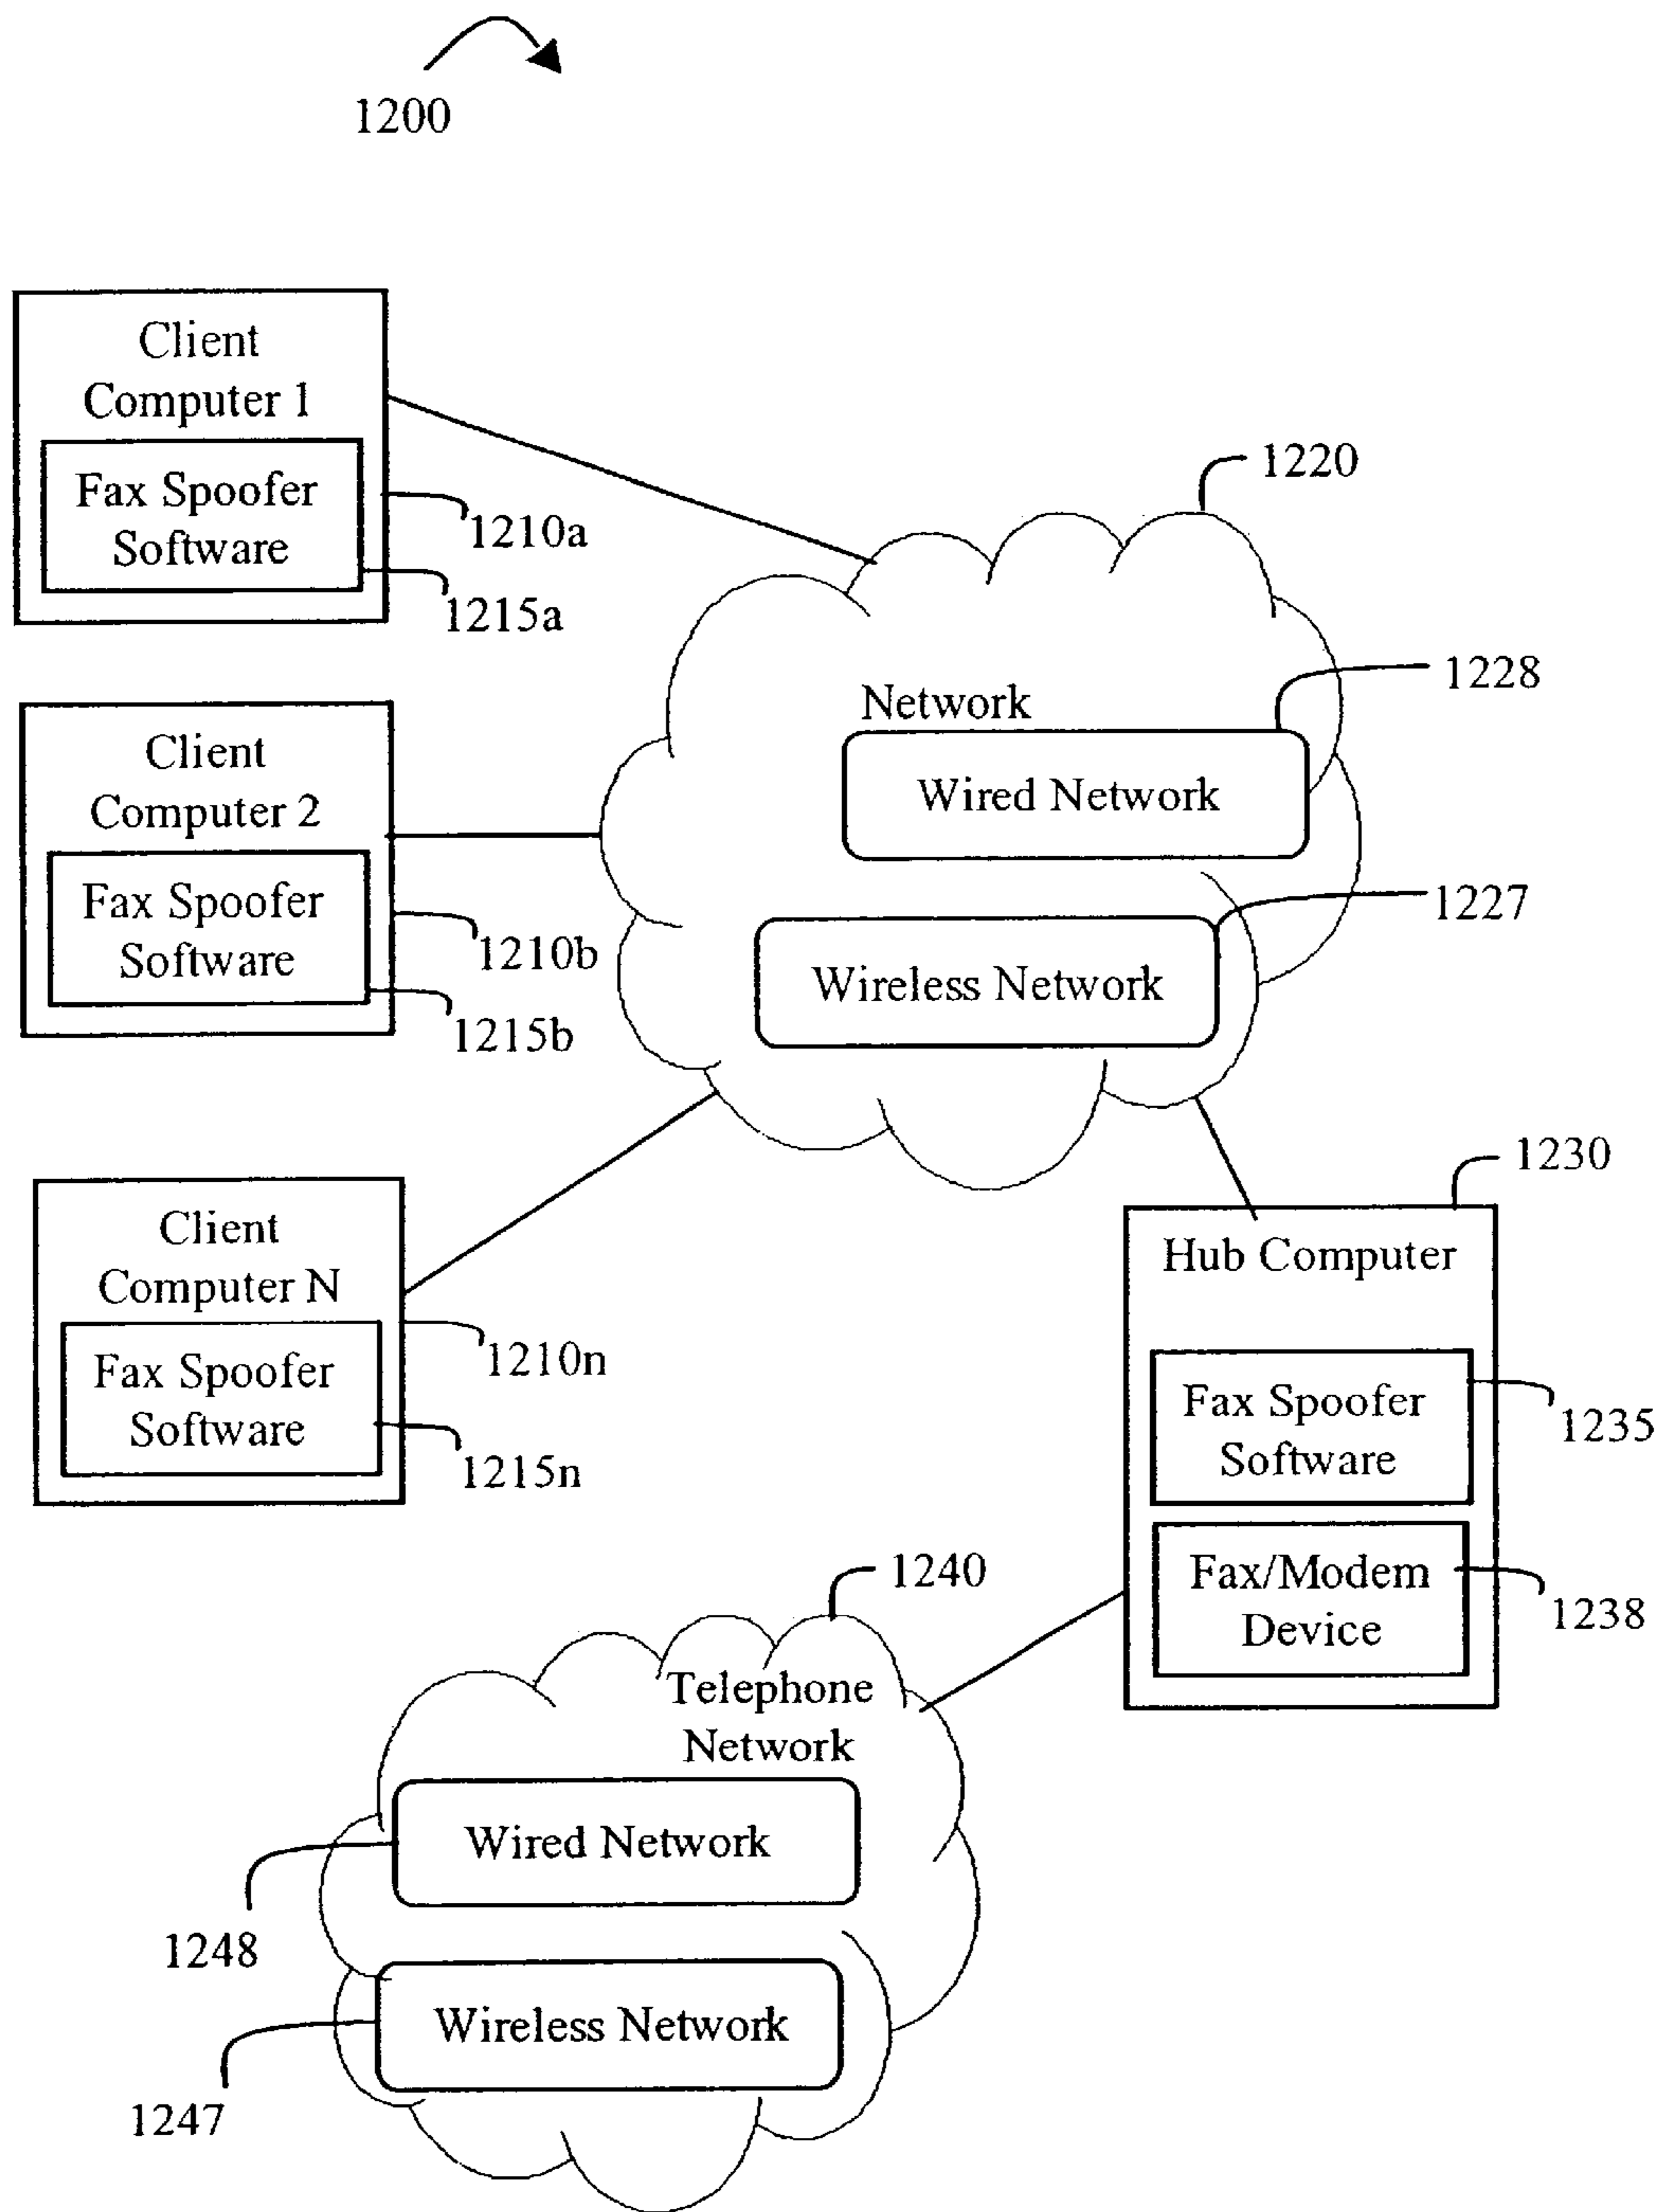 1200
Client
Computer 1
Fax Spoofer
Software
1210a
1215a
1220
Network
1228
Wired Network
1227
Wireless Network
Client
Computer 2
Fax Spoofer
Software
1210b
1215b
Client
Computer N
Fax Spoofer
Software
1210n
1215n
1230
Hub Computer
Fax Spoofer
Software
1235
Fax/Modem
Device
1238
1240
Telephone
Network
Wired Network
1248
Wireless Network
1247